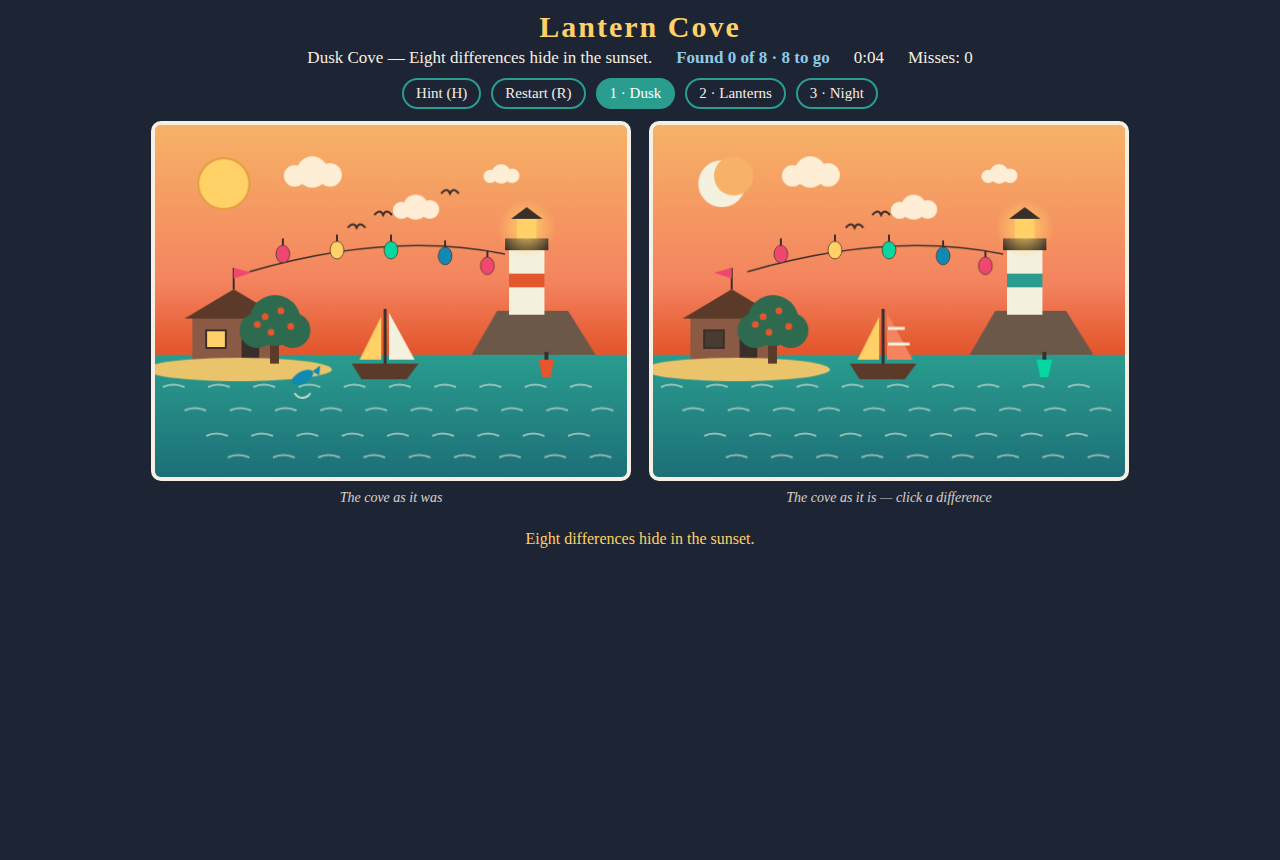 Lantern Cove
Dusk Cove — Eight differences hide in the sunset. Found 0 of 8 · 8 to go 0:04 Misses: 0
Hint (H) Restart (R) 1 · Dusk 2 · Lanterns 3 · Night
The cove as it was
The cove as it is — click a difference
Eight differences hide in the sunset.